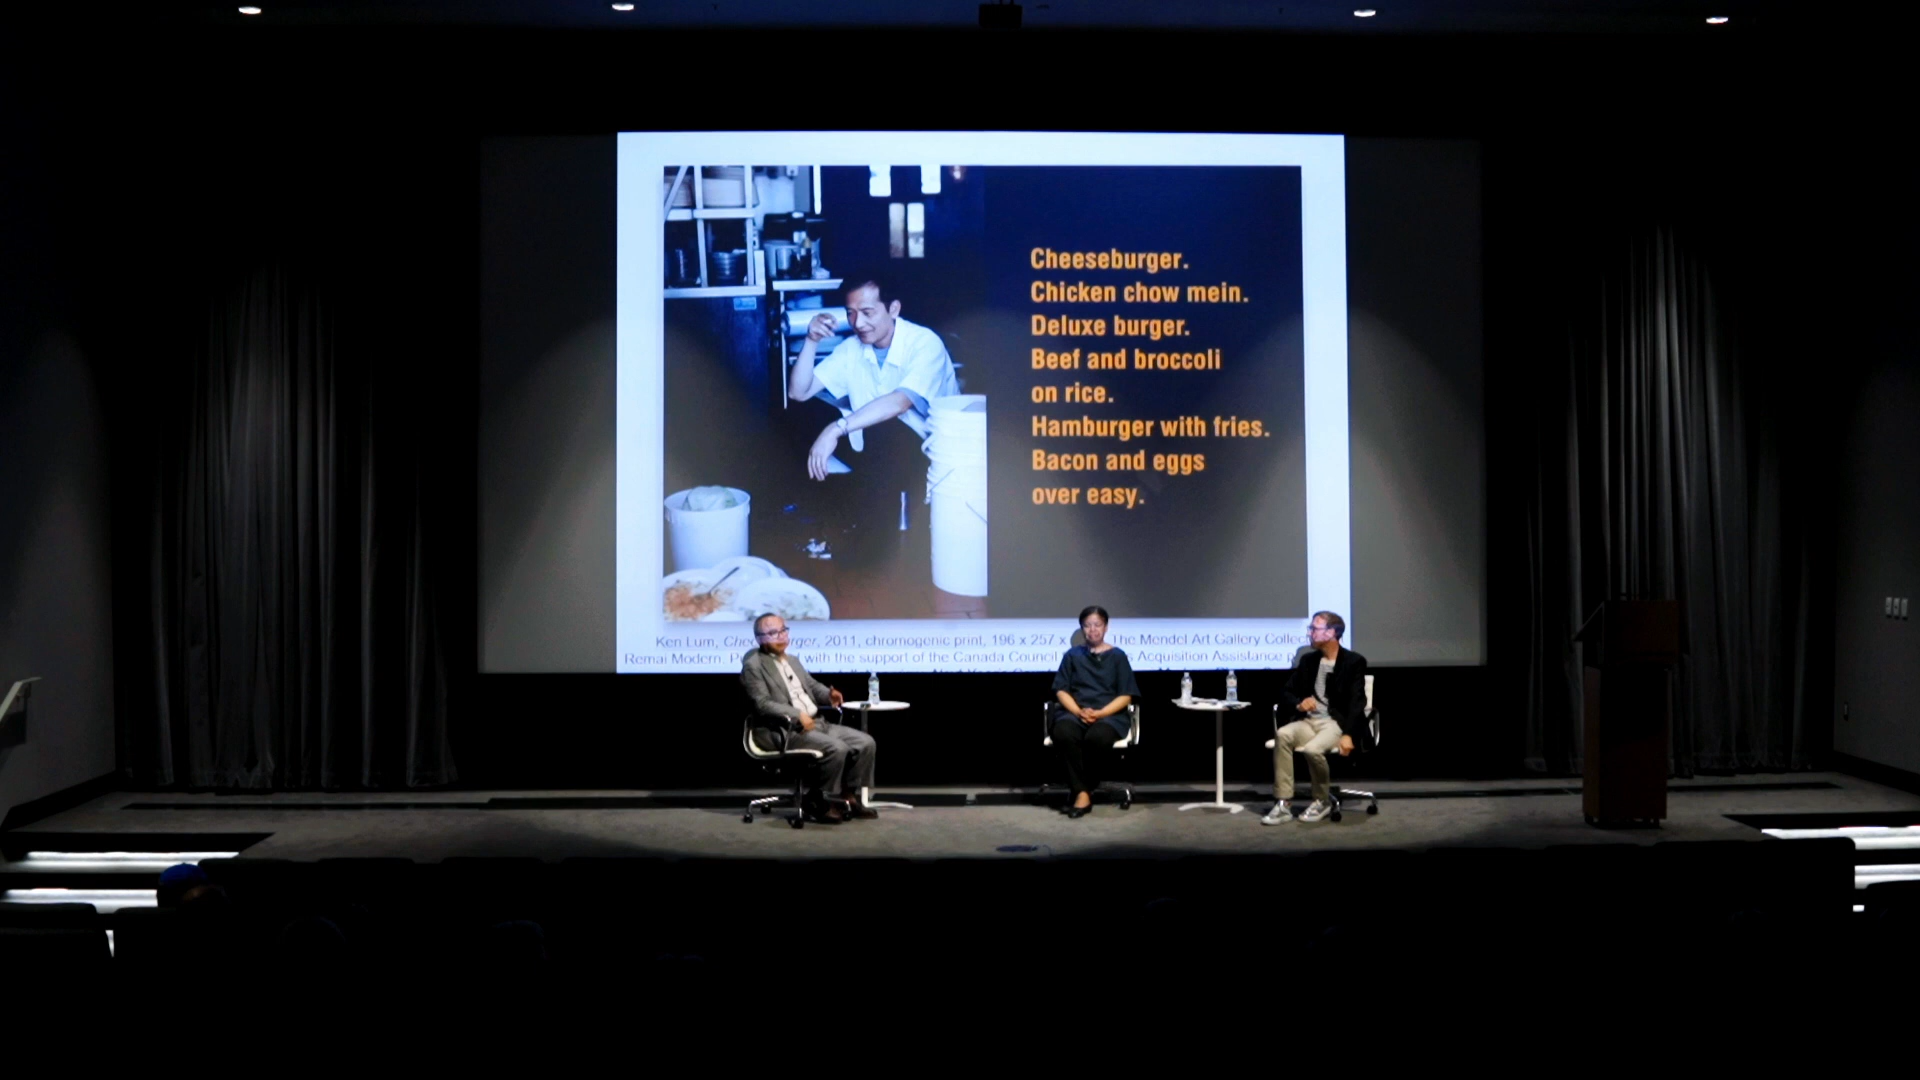 Cheeseburger.
Chicken chow mein.
Deluxe burger.
Beef and broccoli
on rice.
Hamburger with fries.
Bacon and eggs
over easy.
Ken Lum, 2011, chromogenic print, 196 x 257 x The Mendel Art Gallery
Remai Modern. with the support of the Canada Council Acquisition Assistance